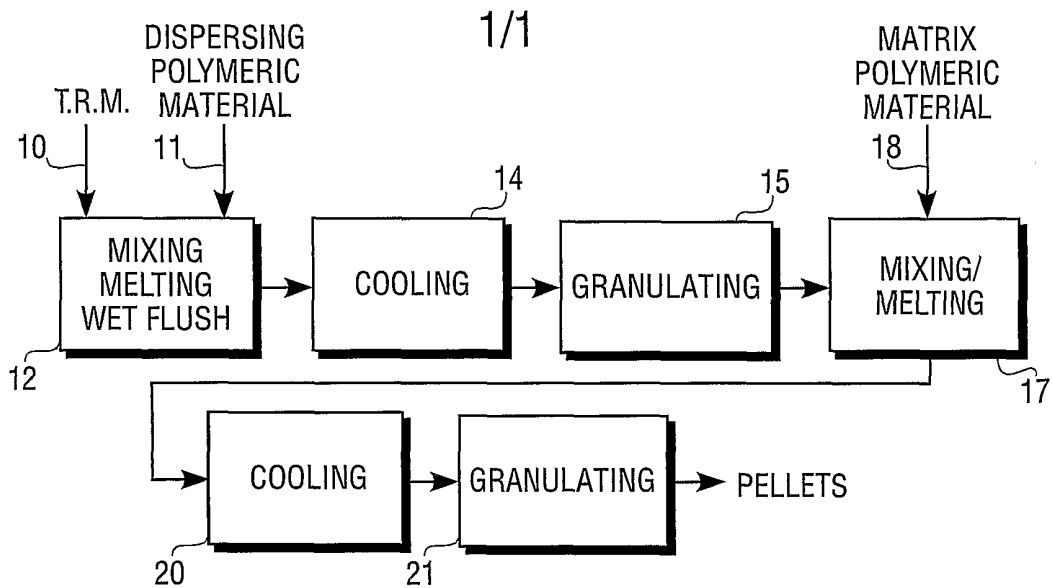 1/1
T.R.M.
DISPERSING
POLYMERIC
MATERIAL
MATRIX
POLYMERIC
MATERIAL
10
11
18
12
MIXING
MELTING
WET FLUSH
14
COOLING
15
GRANULATING
MIXING/
MELTING
17
20
COOLING
21
GRANULATING
PELLETS